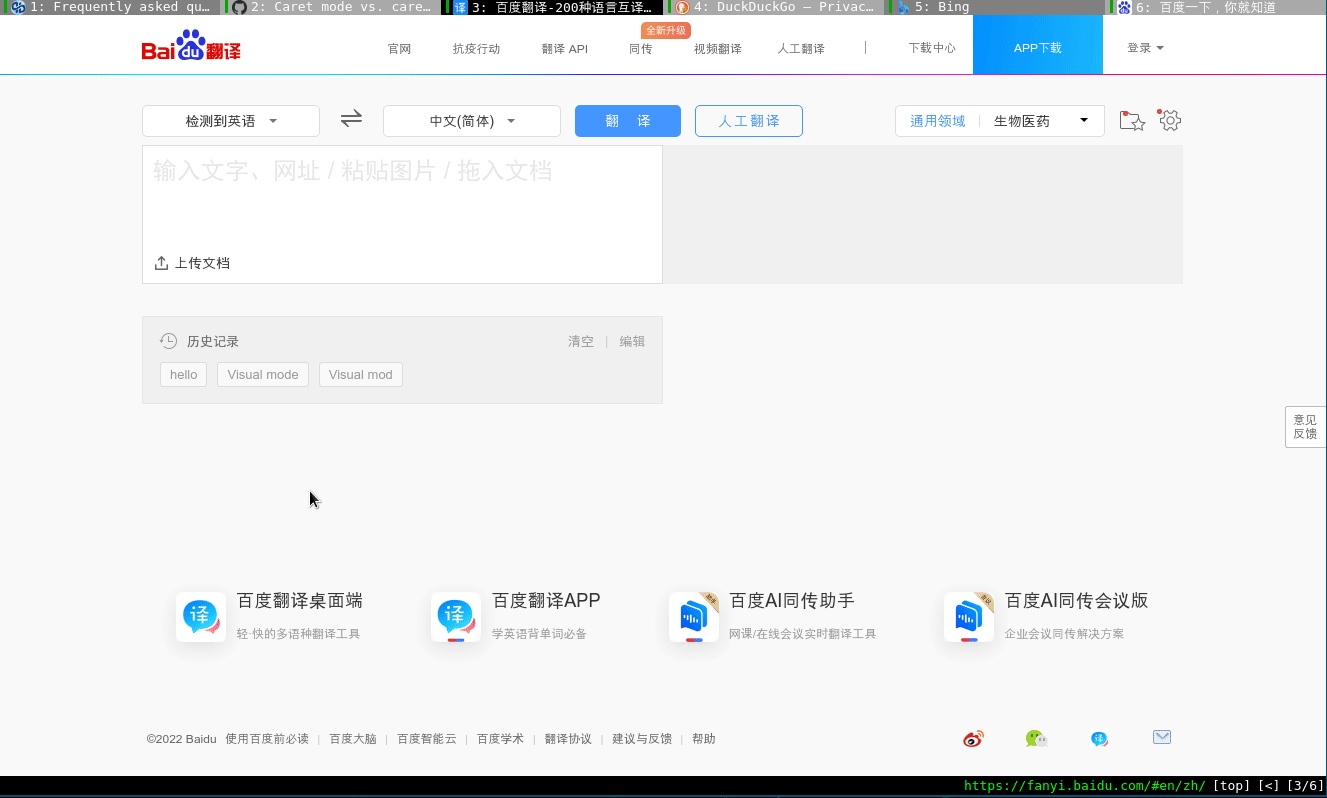 1: Frequently asked qu…
2: Caret mode vs. care…
3: 百度翻译-200种语言互译…
4: DuckDuckGo — Privac…
5: Bing
6: 百度一下，你就知道
Bai du 翻译
官网
抗疫行动
翻译 API
同传
全新升级
视频翻译
人工翻译
下载中心
APP下载
登录
检测到英语
中文(简体)
翻 译
人工翻译
通用领域
生物医药
输入文字、网址 / 粘贴图片 / 拖入文档
上传文档
历史记录
清空
编辑
hello
Visual mode
Visual mod
意见
反馈
百度翻译桌面端
轻·快的多语种翻译工具
百度翻译APP
学英语背单词必备
百度AI同传助手
网课/在线会议实时翻译工具
百度AI同传会议版
企业会议同传解决方案
©2022 Baidu 使用百度前必读 | 百度大脑 | 百度智能云 | 百度学术 | 翻译协议 | 建议与反馈 | 帮助
https://fanyi.baidu.com/#en/zh/ [top] [<] [3/6]